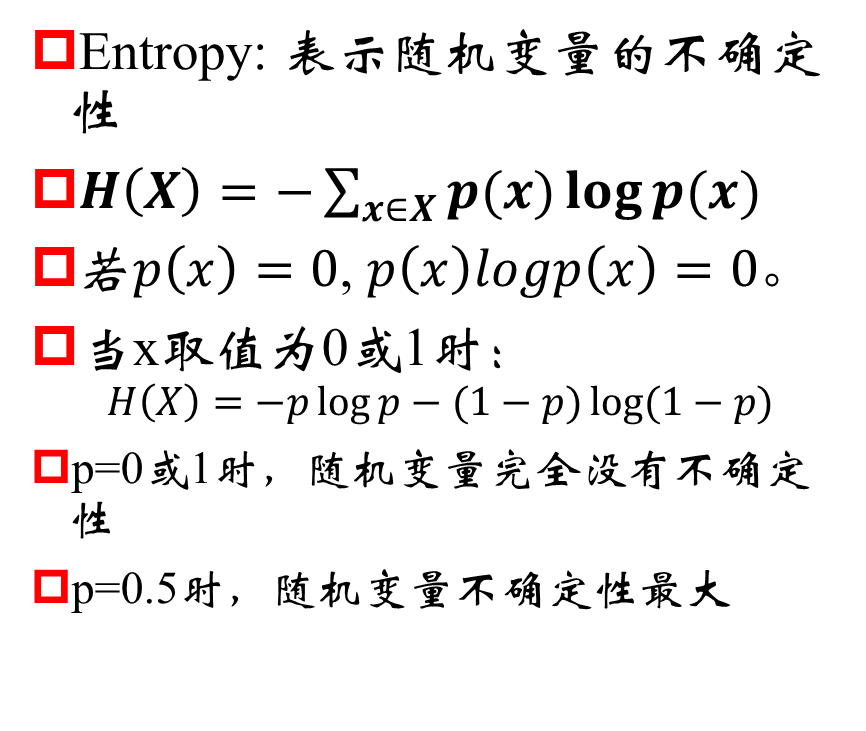 Entropy: 表示随机变量的不确定
性
H(X) = −∑x∈X p(x) log p(x)
若p(x) = 0, p(x)logp(x) = 0。
当x取值为0或1时：
H(X) = −p log p − (1 − p) log(1 − p)
p=0或1时，随机变量完全没有不确定
性
p=0.5时，随机变量不确定性最大